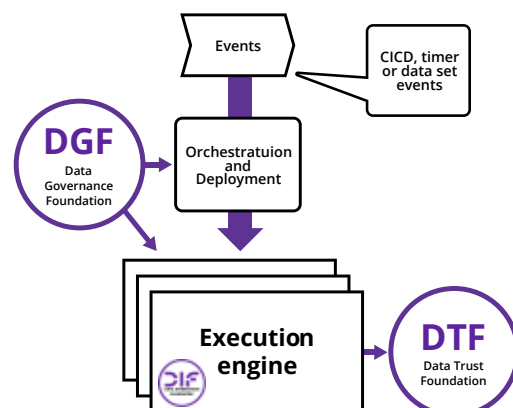 Events
CICD, timer
or data set
events
DGF
Data
Governance
Foundation
Orchestratuion
and
Deployment
Execution
engine
DIF
DTF
Data Trust
Foundation